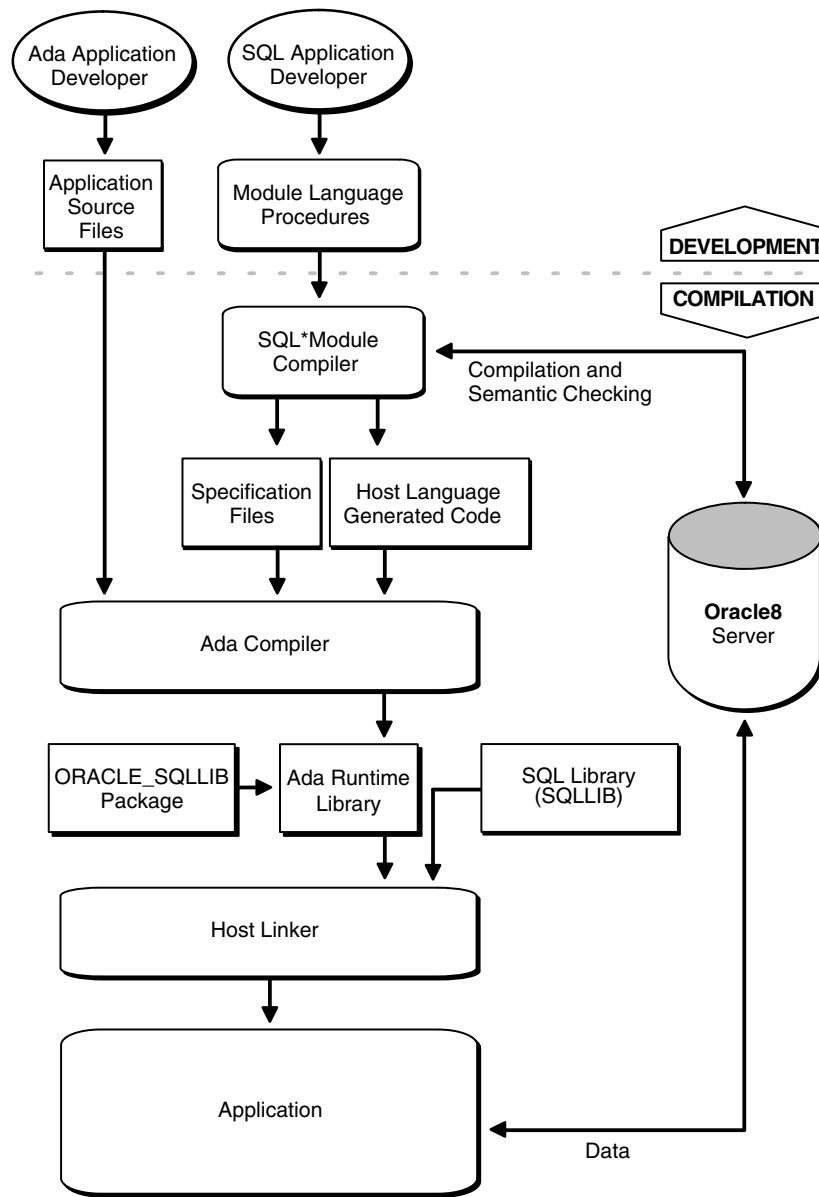 Ada Application
Developer
SQL Application
Developer
Application
Source
Files
Module Language
Procedures
DEVELOPMENT
COMPILATION
SQL*Module
Compiler
Compilation and
Semantic Checking
Specification
Files
Host Language
Generated Code
Oracle8
Server
Ada Compiler
ORACLE_SQLLIB
Package
Ada Runtime
Library
SQL Library
(SQLLIB)
Host Linker
Application
Data